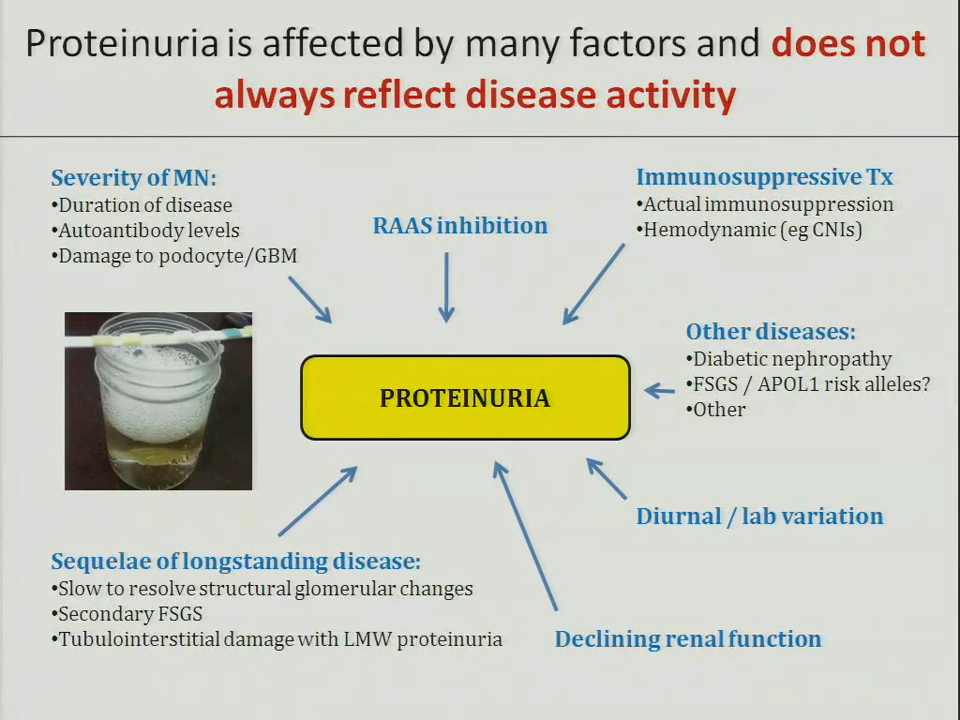 Proteinuria is affected by many factors and does not
always reflect disease activity
Severity of MN:
•Duration of disease
•Autoantibody levels
•Damage to podocyte/GBM
RAAS inhibition
Immunosuppressive Tx
•Actual immunosuppression
•Hemodynamic (eg CNIs)
Other diseases:
•Diabetic nephropathy
•FSGS / APOL1 risk alleles?
•Other
PROTEINURIA
Diurnal / lab variation
Sequelae of longstanding disease:
•Slow to resolve structural glomerular changes
•Secondary FSGS
•Tubulointerstitial damage with LMW proteinuria
Declining renal function